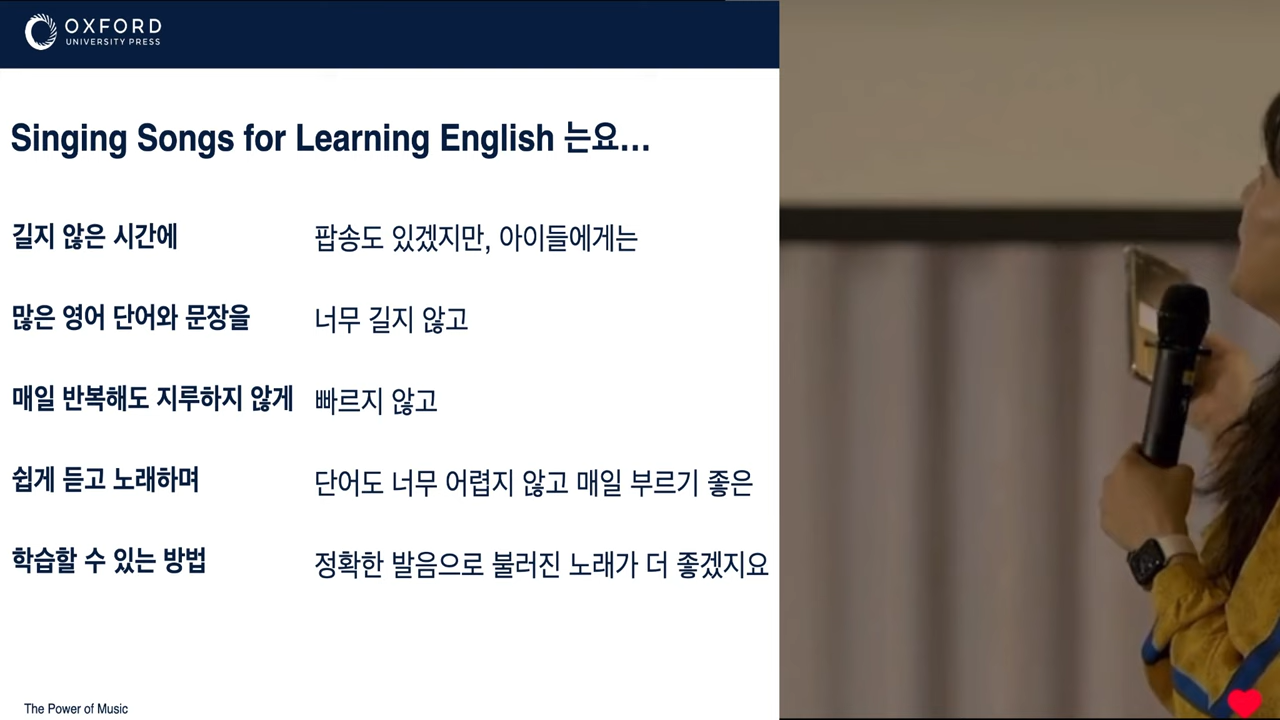 OXFORD
UNIVERSITY PRESS
Singing Songs for Learning English 는요...
길지 않은 시간에
많은 영어 단어와 문장을
매일 반복해도 지루하지 않게
쉽게 듣고 노래하며
학습할 수 있는 방법
팝송도 있겠지만, 아이들에게는
너무 길지 않고
빠르지 않고
단어도 너무 어렵지 않고 매일 부르기 좋은
정확한 발음으로 불러진 노래가 더 좋겠지요
The Power of Music